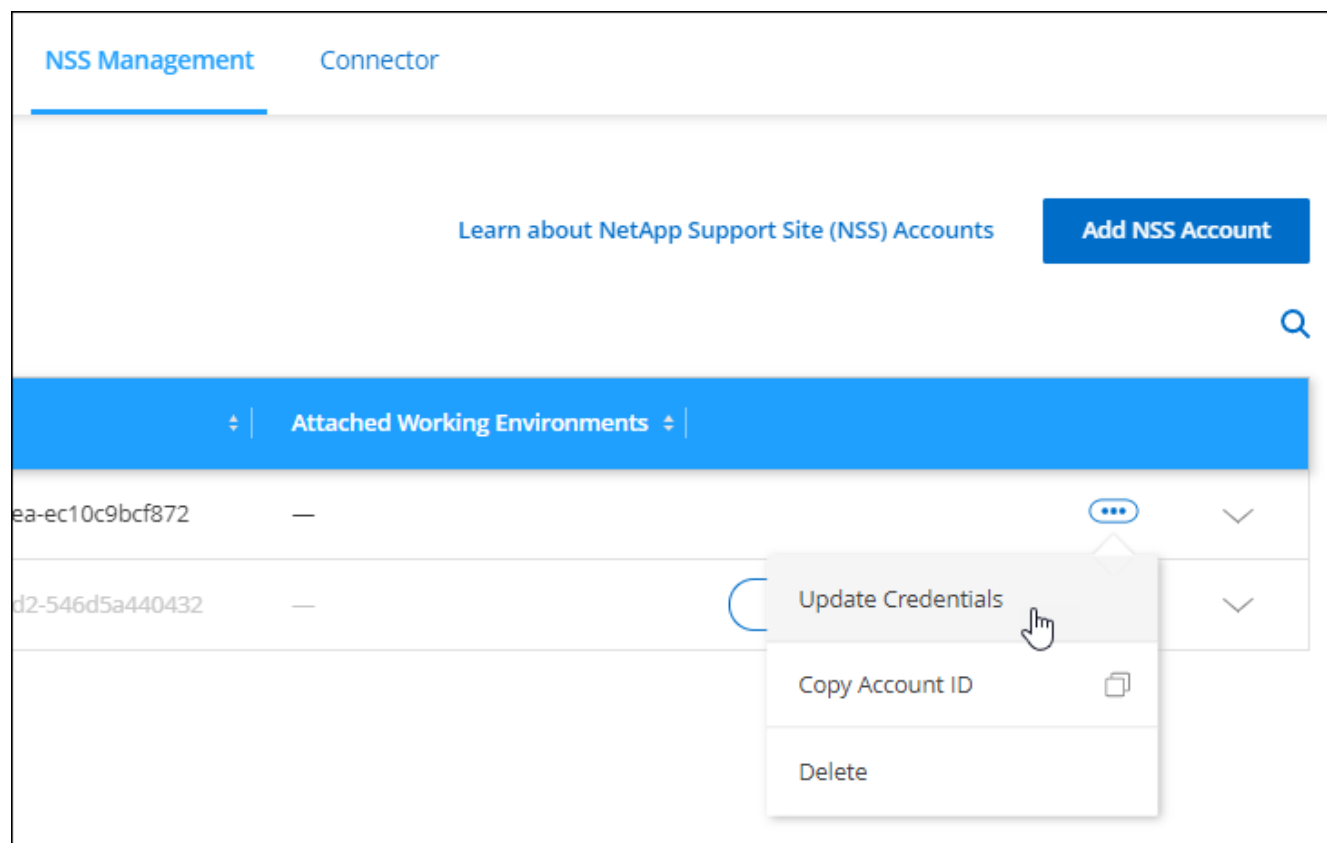 NSS Management Connector
Learn about NetApp Support Site (NSS) Accounts Add NSS Account
Attached Working Environments
ea-ec10c9bcf872 —
d2-546d5a440432 —
Update Credentials
Copy Account ID
Delete